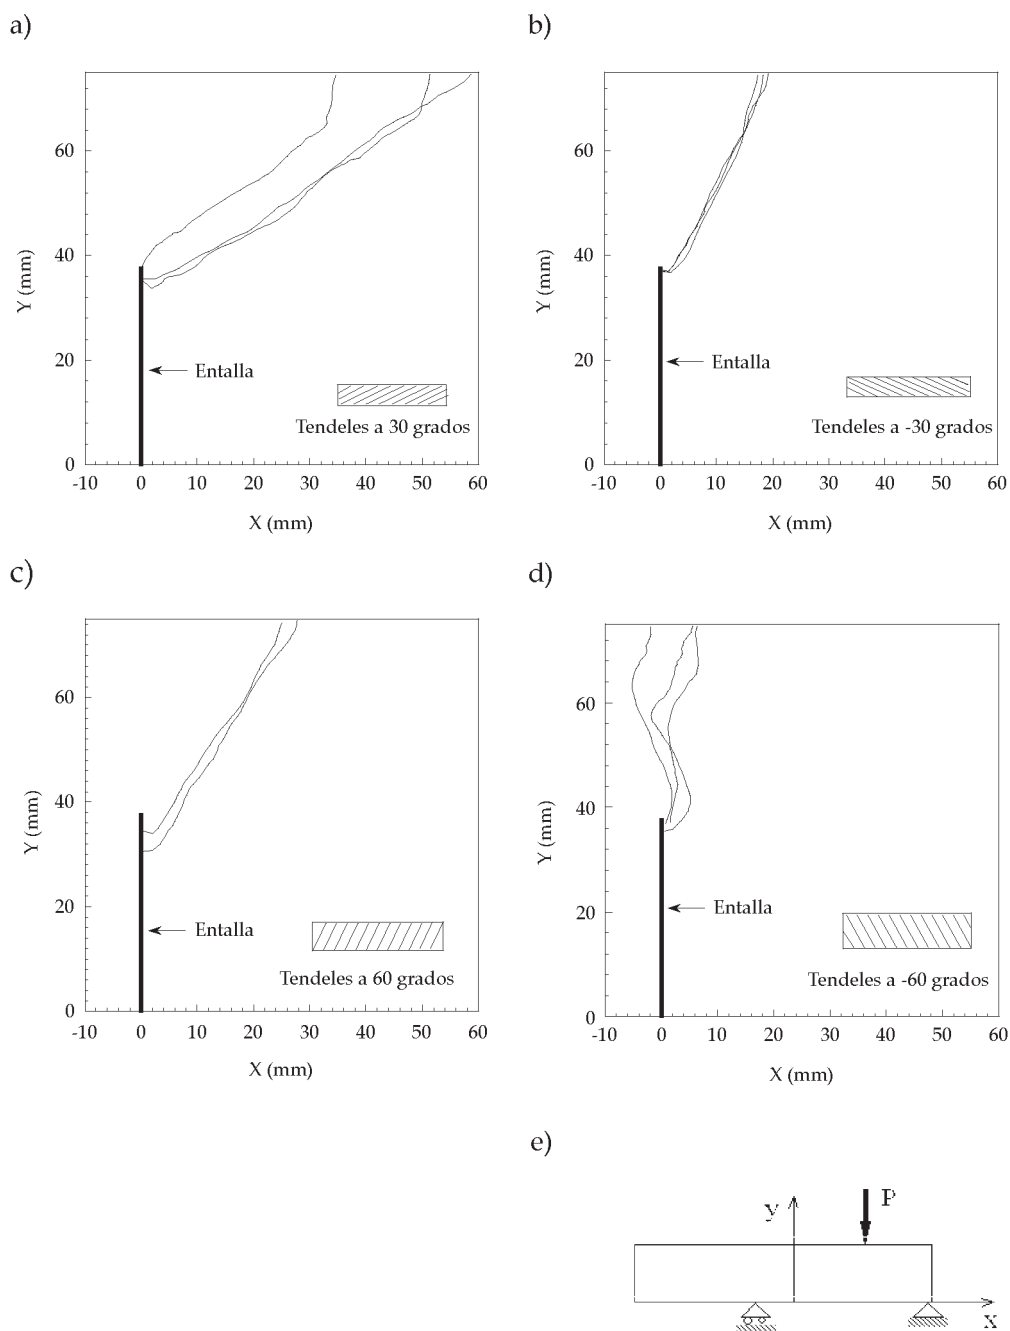 a)
60
40
20
0
Y (mm)
Entalla
Tendeles a 30 grados
-10 0 10 20 30 40 50 60
X (mm)
b)
60
40
20
0
Y (mm)
Entalla
Tendeles a -30 grados
-10 0 10 20 30 40 50 60
X (mm)
c)
60
40
20
0
Y (mm)
Entalla
Tendeles a 60 grados
-10 0 10 20 30 40 50 60
X (mm)
d)
60
40
20
0
Y (mm)
Entalla
Tendeles a -60 grados
-10 0 10 20 30 40 50 60
X (mm)
e)
P
y
x